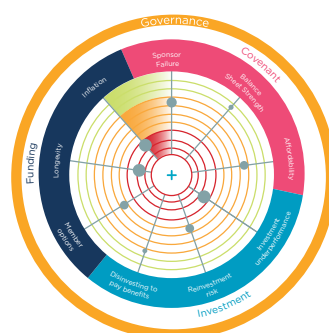 Governance
Sponsor
Failure
Covenant
Balance
Sheet Strength
Affordability
Investment
underperformance
Investment
Reinvestment
risk
Disinvesting to
pay benefits
Member
options
Funding
Longevity
Inflation